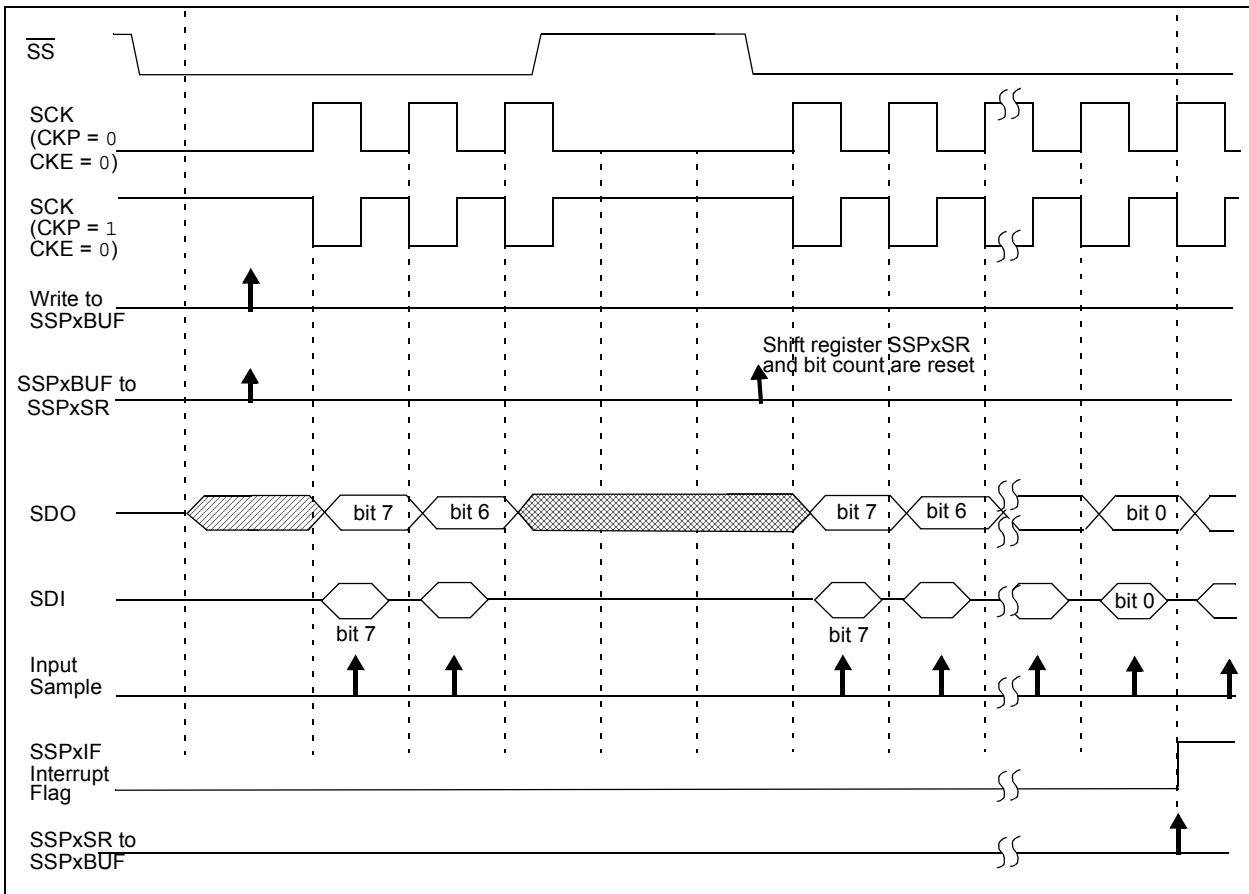 SS
SCK
(CKP = 0
CKE = 0)
SCK
(CKP = 1
CKE = 0)
Write to
SSPxBUF
Shift register SSPxSR
and bit count are reset
SSPxBUF to
SSPxSR
SDO
bit 7
bit 6
bit 7
bit 6
bit 0
SDI
bit 0
bit 7
bit 7
Input
Sample
SSPxIF
Interrupt
Flag
SSPxSR to
SSPxBUF